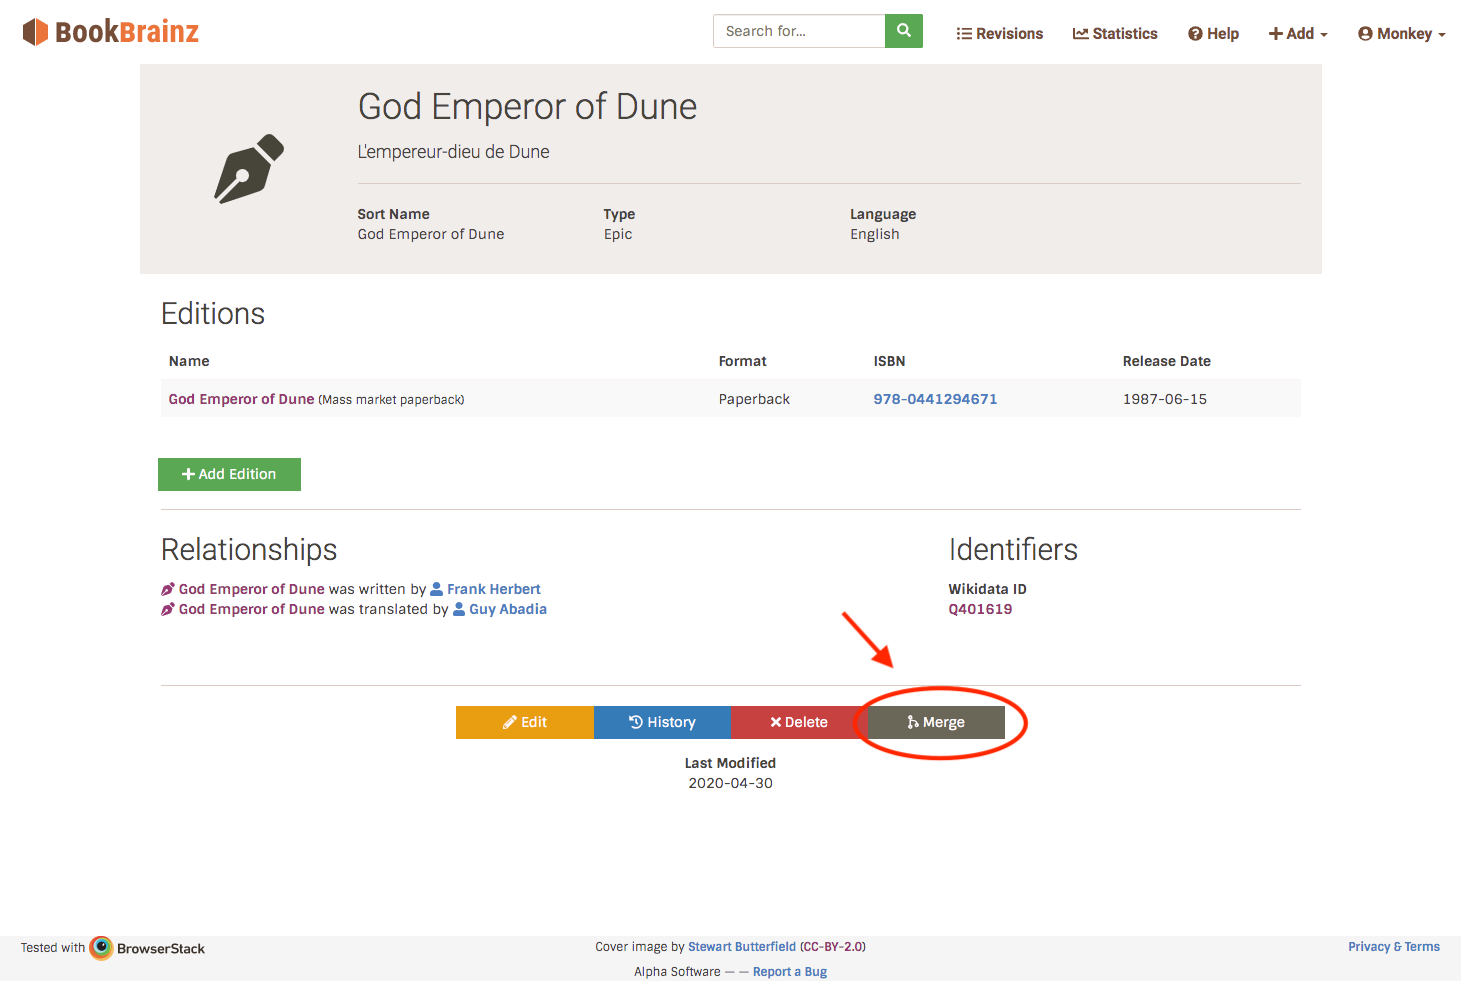 BookBrainz
Search for...
Revisions
Statistics
Help
Add
Monkey
God Emperor of Dune
L'empereur-dieu de Dune
Sort Name Type Language
God Emperor of Dune Epic English
Editions
Name Format ISBN Release Date
God Emperor of Dune (Mass market paperback) Paperback 978-0441294671 1987-06-15
Add Edition
Relationships
God Emperor of Dune was written by Frank Herbert
God Emperor of Dune was translated by Guy Abadia
Identifiers
Wikidata ID
Q401619
Edit History Delete Merge
Last Modified
2020-04-30
Tested with BrowserStack
Cover image by Stewart Butterfield (CC-BY-2.0)
Alpha Software — — Report a Bug
Privacy & Terms